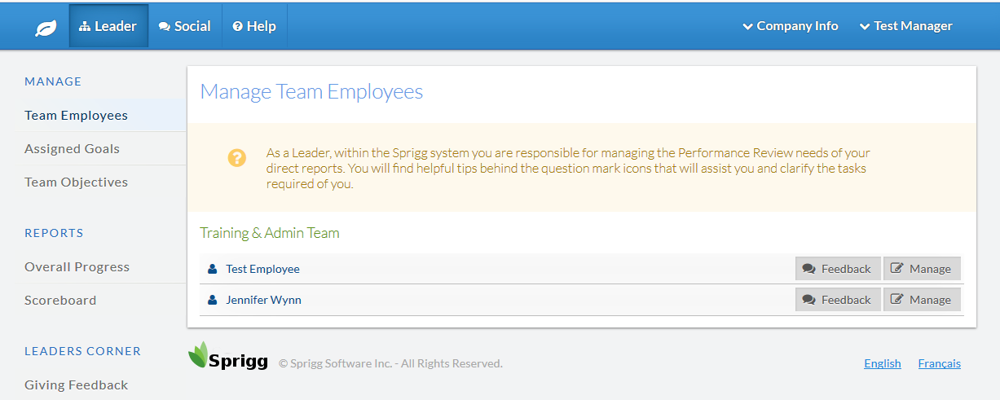 Leader Social Help Company Info Test Manager
MANAGE
Team Employees
Assigned Goals
Team Objectives
REPORTS
Overall Progress
Scoreboard
LEADERS CORNER
Giving Feedback
Manage Team Employees
As a Leader, within the Sprigg system you are responsible for managing the Performance Review needs of your
direct reports. You will find helpful tips behind the question mark icons that will assist you and clarify the tasks
required of you.
Training & Admin Team
Test Employee Feedback Manage
Jennifer Wynn Feedback Manage
Sprigg © Sprigg Software Inc. - All Rights Reserved. English Français